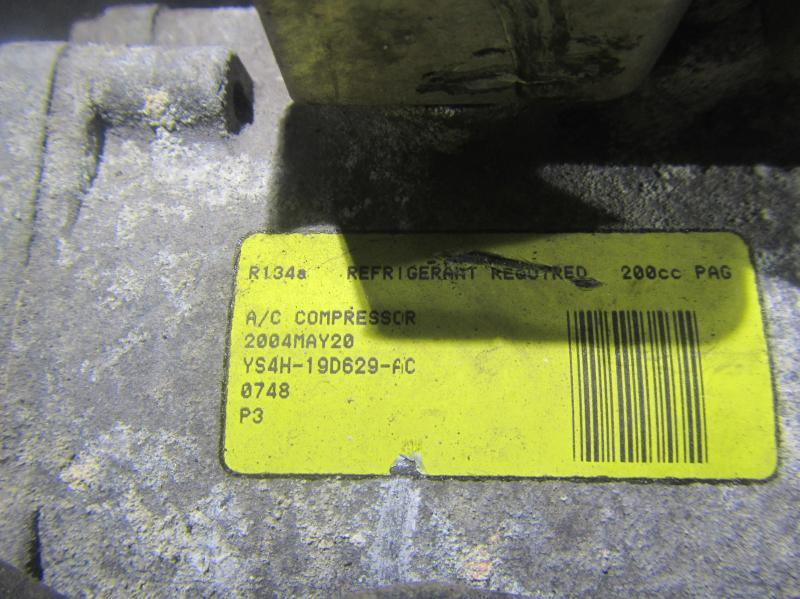 R134a REFRIGERANT REQUIRED 200cc PAG
A/C COMPRESSOR
2004MAY20
YS4H-19D629-AC
0748
P3